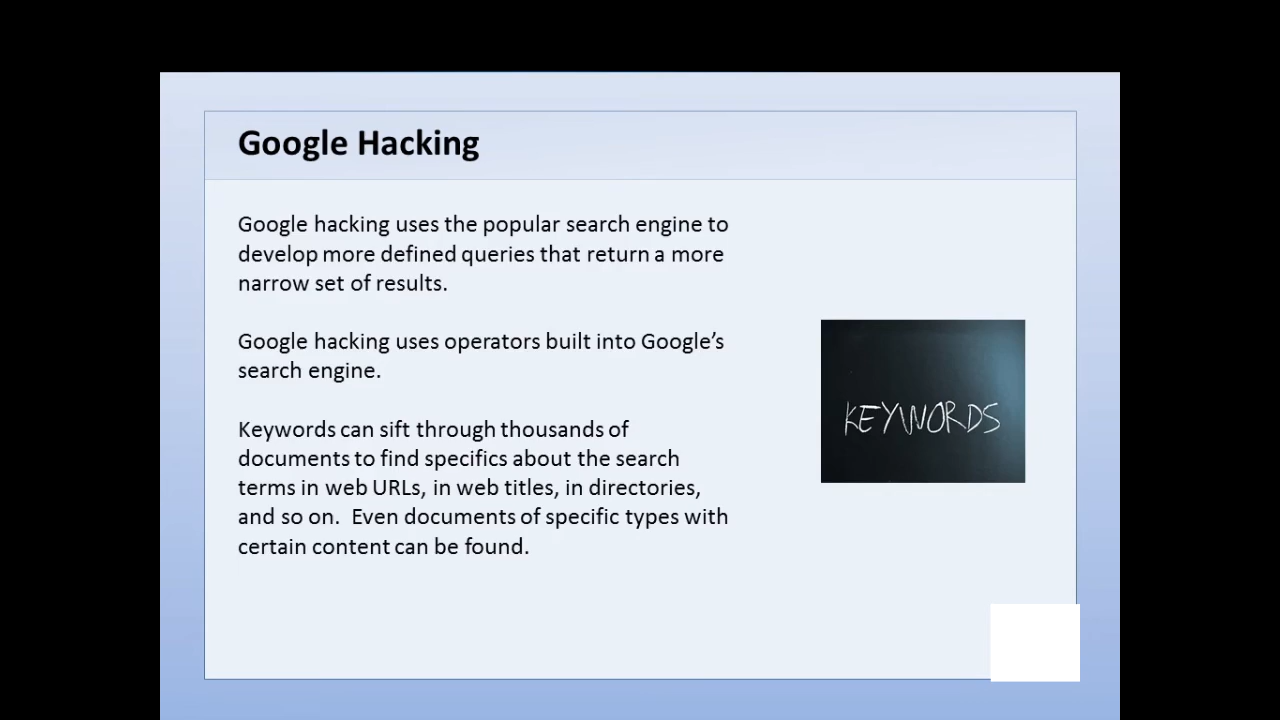 Google Hacking
Google hacking uses the popular search engine to
develop more defined queries that return a more
narrow set of results.
Google hacking uses operators built into Google’s
search engine.
Keywords can sift through thousands of
documents to find specifics about the search
terms in web URLs, in web titles, in directories,
and so on.  Even documents of specific types with
certain content can be found.
KEYWORDS